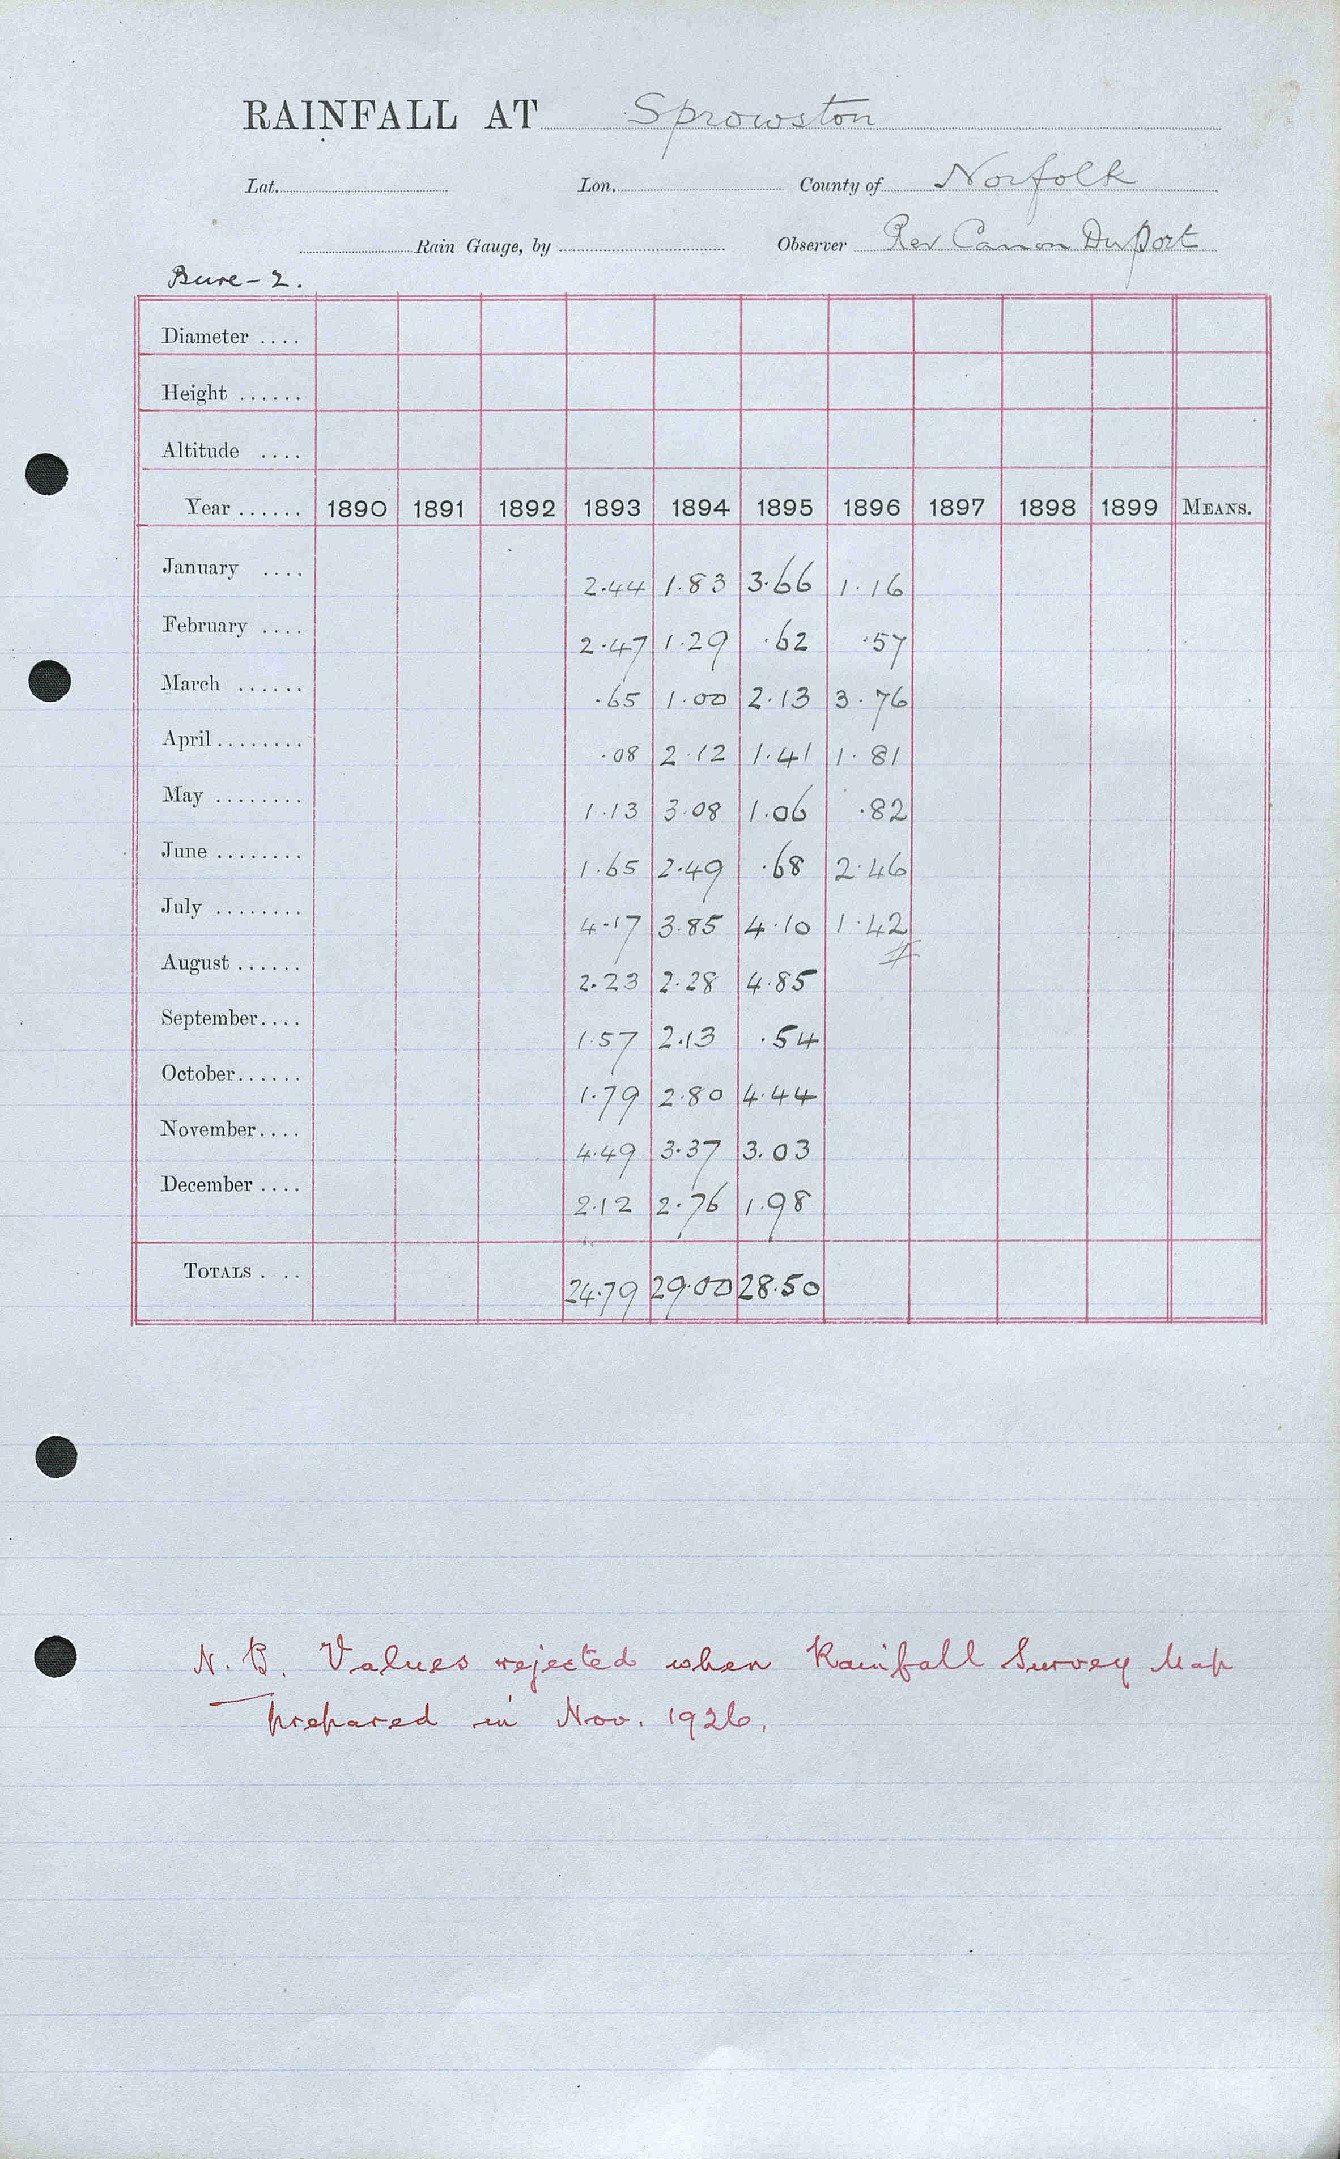 RAINFALL AT Sprowston
Lat. Lon. County of Norfolk
Rain Gauge, by Observer Rev Canon DuPort
Bure - 2.
Diameter ....
Height ......
Altitude ....
Year ...... 1890 1891 1892 1893 1894 1895 1896 1897 1898 1899 MEANS.
January .... 2.44 1.83 3.66 1.16
February .... 2.47 1.29 .62 .57
March ...... .65 1.00 2.13 3.76
April ........ .08 2.12 1.41 1.81
May ........ 1.13 3.08 1.06 .82
June ........ 1.65 2.49 .68 2.46
July ........ 4.17 3.85 4.10 1.42
August ...... 2.23 2.28 4.85
September.... 1.57 2.13 .54
October...... 1.79 2.80 4.44
November.... 4.49 3.37 3.03
December .... 2.12 2.76 1.98
TOTALS .... 24.79 29.00 28.50
N.B. Values rejected when Rainfall Survey Map
prepared in Nov. 1926.